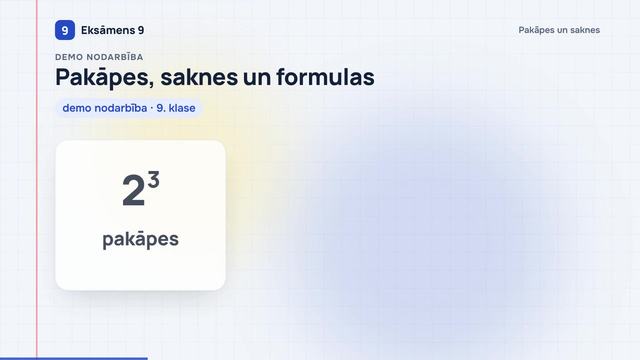 9 Eksāmens 9
Pakāpes un saknes
DEMO NODARBĪBA
Pakāpes, saknes un formulas
demo nodarbība · 9. klase
2³
pakāpes